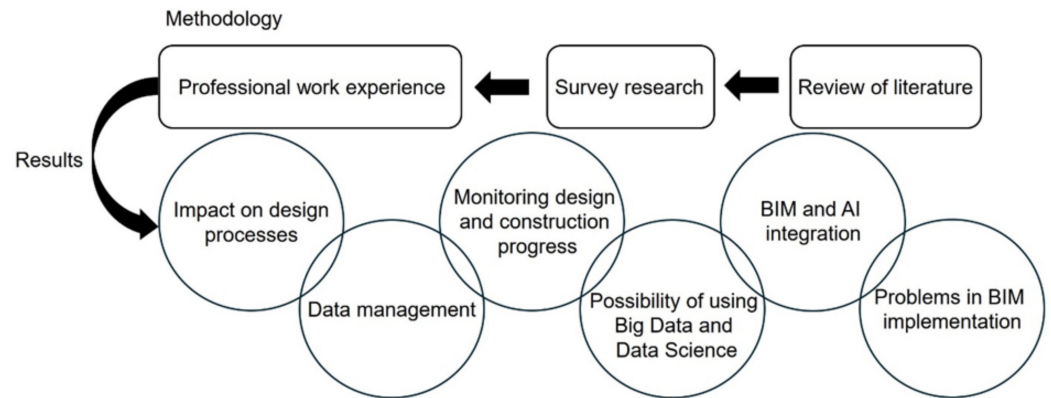 Methodology
Professional work experience
Survey research
Review of literature
Results
Impact on design
processes
Data management
Monitoring design
and construction
progress
Possibility of using
Big Data and
Data Science
BIM and AI
integration
Problems in BIM
implementation